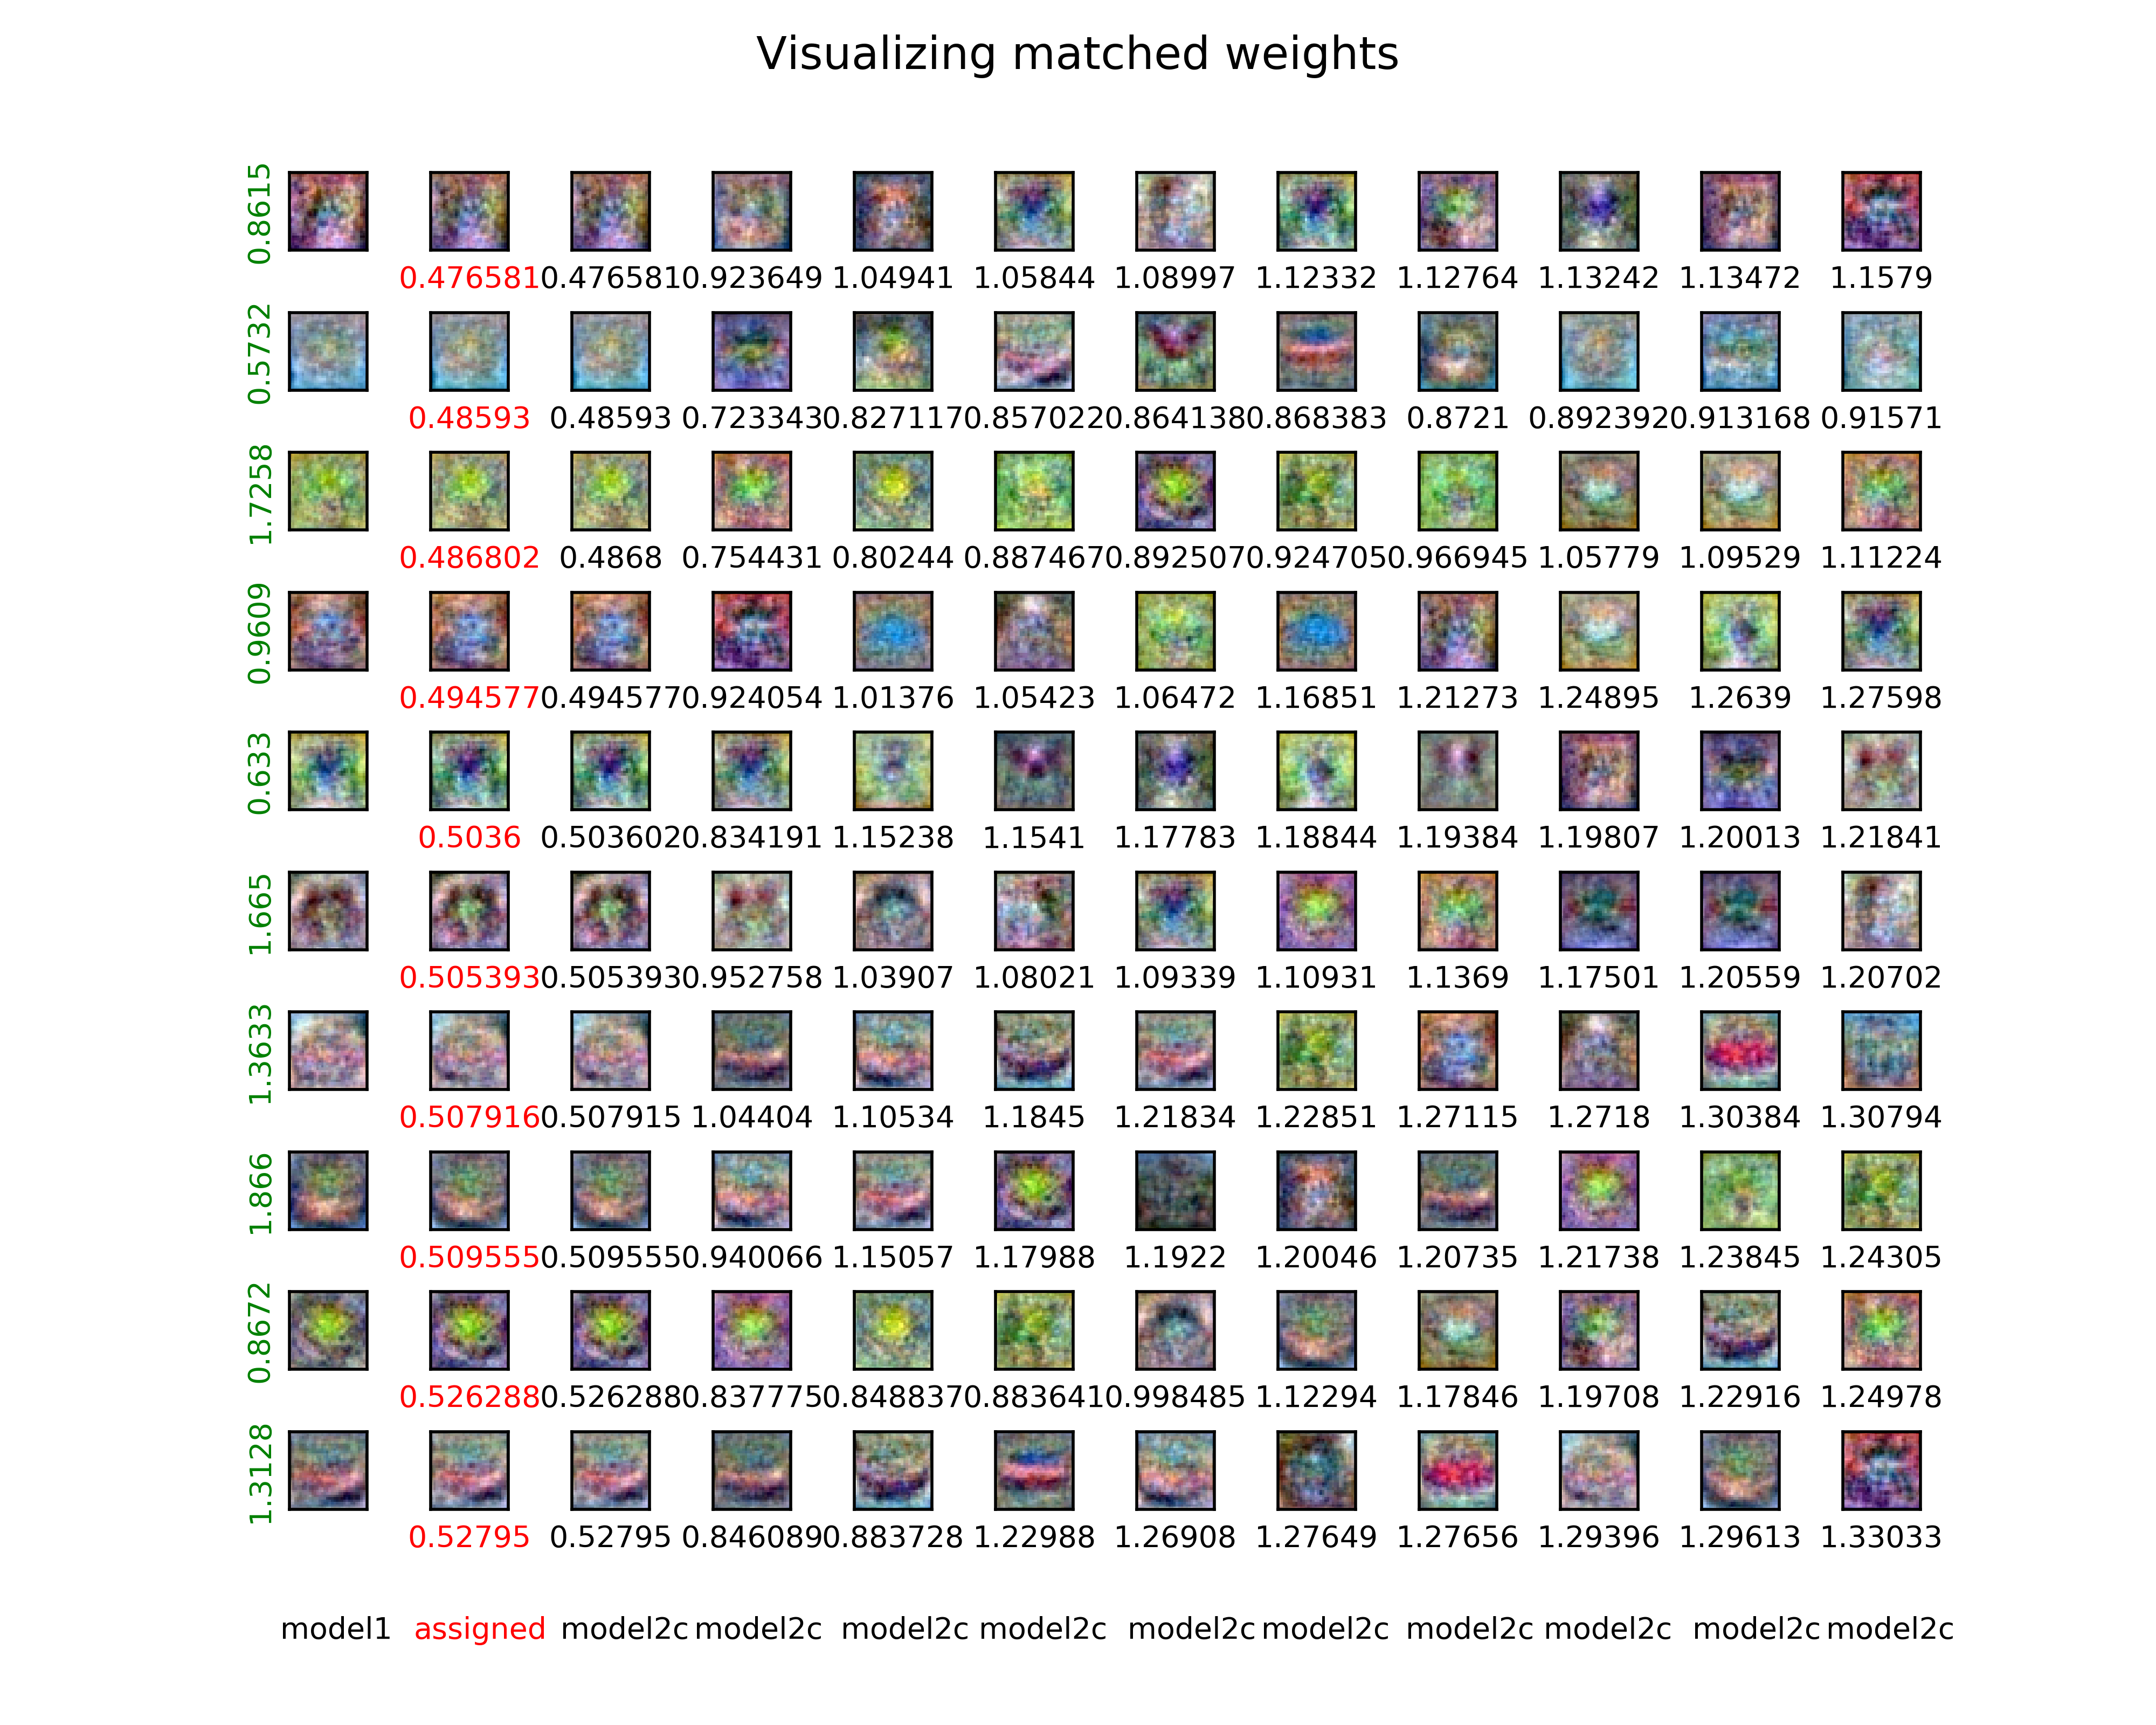 Visualizing matched weights
0.8615
0.476581 0.476581 0.923649 1.04941 1.05844 1.08997 1.12332 1.12764 1.13242 1.13472 1.1579
0.5732
0.48593 0.48593 0.723343 0.827117 0.857022 0.864138 0.868383 0.8721 0.892392 0.913168 0.91571
1.7258
0.486802 0.4868 0.754431 0.80244 0.887467 0.892507 0.924705 0.966945 1.05779 1.09529 1.11224
0.9609
0.494577 0.494577 0.924054 1.01376 1.05423 1.06472 1.16851 1.21273 1.24895 1.2639 1.27598
0.633
0.5036 0.503602 0.834191 1.15238 1.1541 1.17783 1.18844 1.19384 1.19807 1.20013 1.21841
1.665
0.505393 0.505393 0.952758 1.03907 1.08021 1.09339 1.10931 1.1369 1.17501 1.20559 1.20702
1.3633
0.507916 0.507915 1.04404 1.10534 1.1845 1.21834 1.22851 1.27115 1.2718 1.30384 1.30794
1.866
0.509555 0.509555 0.940066 1.15057 1.17988 1.1922 1.20046 1.20735 1.21738 1.23845 1.24305
0.8672
0.526288 0.526288 0.837775 0.848837 0.883641 0.998485 1.12294 1.17846 1.19708 1.22916 1.24978
1.3128
0.52795 0.52795 0.846089 0.883728 1.22988 1.26908 1.27649 1.27656 1.29396 1.29613 1.33033
model1 assigned model2c model2c model2c model2c model2c model2c model2c model2c model2c model2c